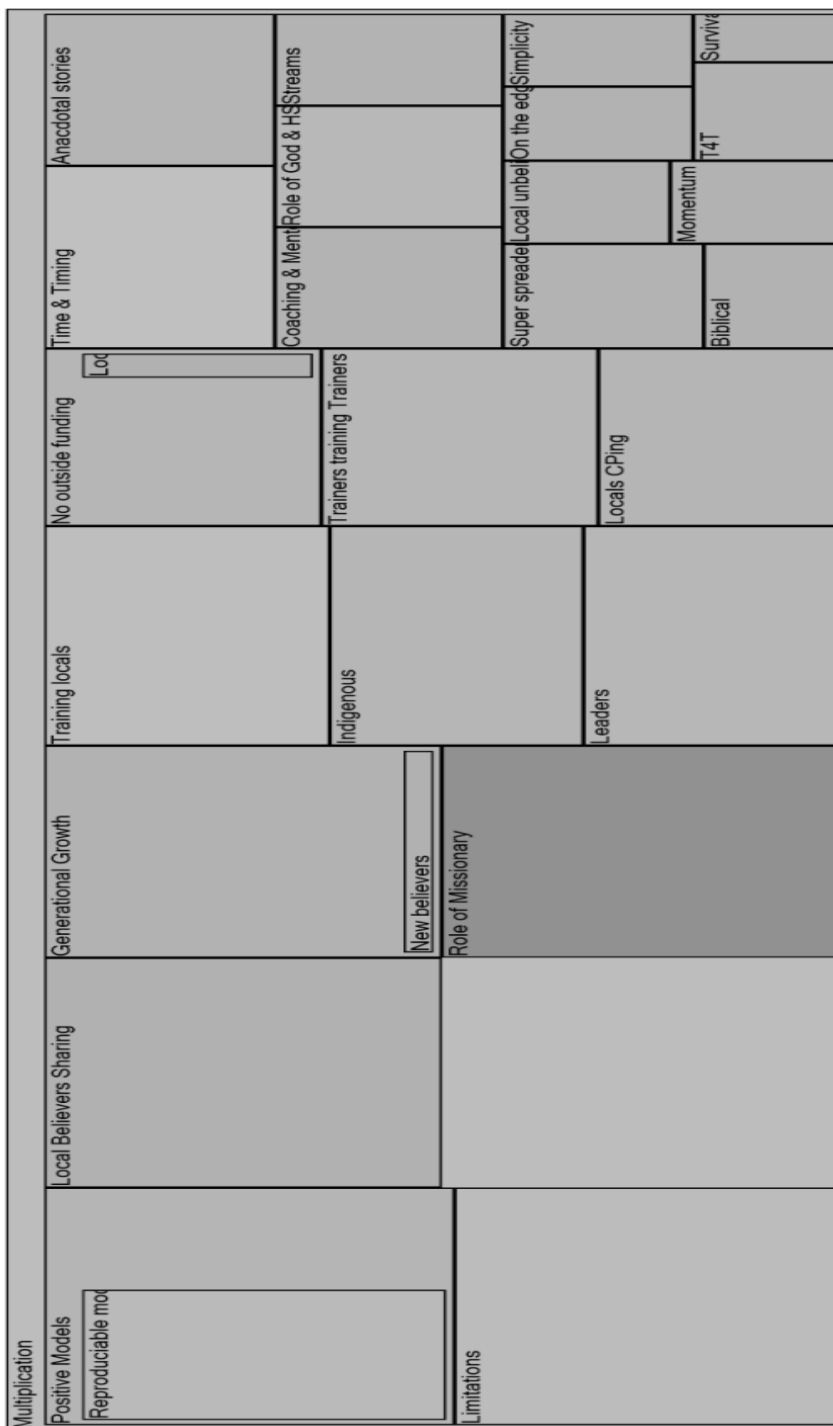 Multiplication
Positive Models
Reproduciable mod
Limitations
Local Believers Sharing
Generational Growth
New believers
Role of Missionary
Training locals
Indigenous
Leaders
No outside funding
Loc
Trainers training Trainers
Locals CPing
Time & Timing
Anacdotal stories
Coaching & Ment
Role of God & HS
Streams
Super spreade
Local unbeli
On the edg
Simplicity
Biblical
Momentum
T4T
Surviva